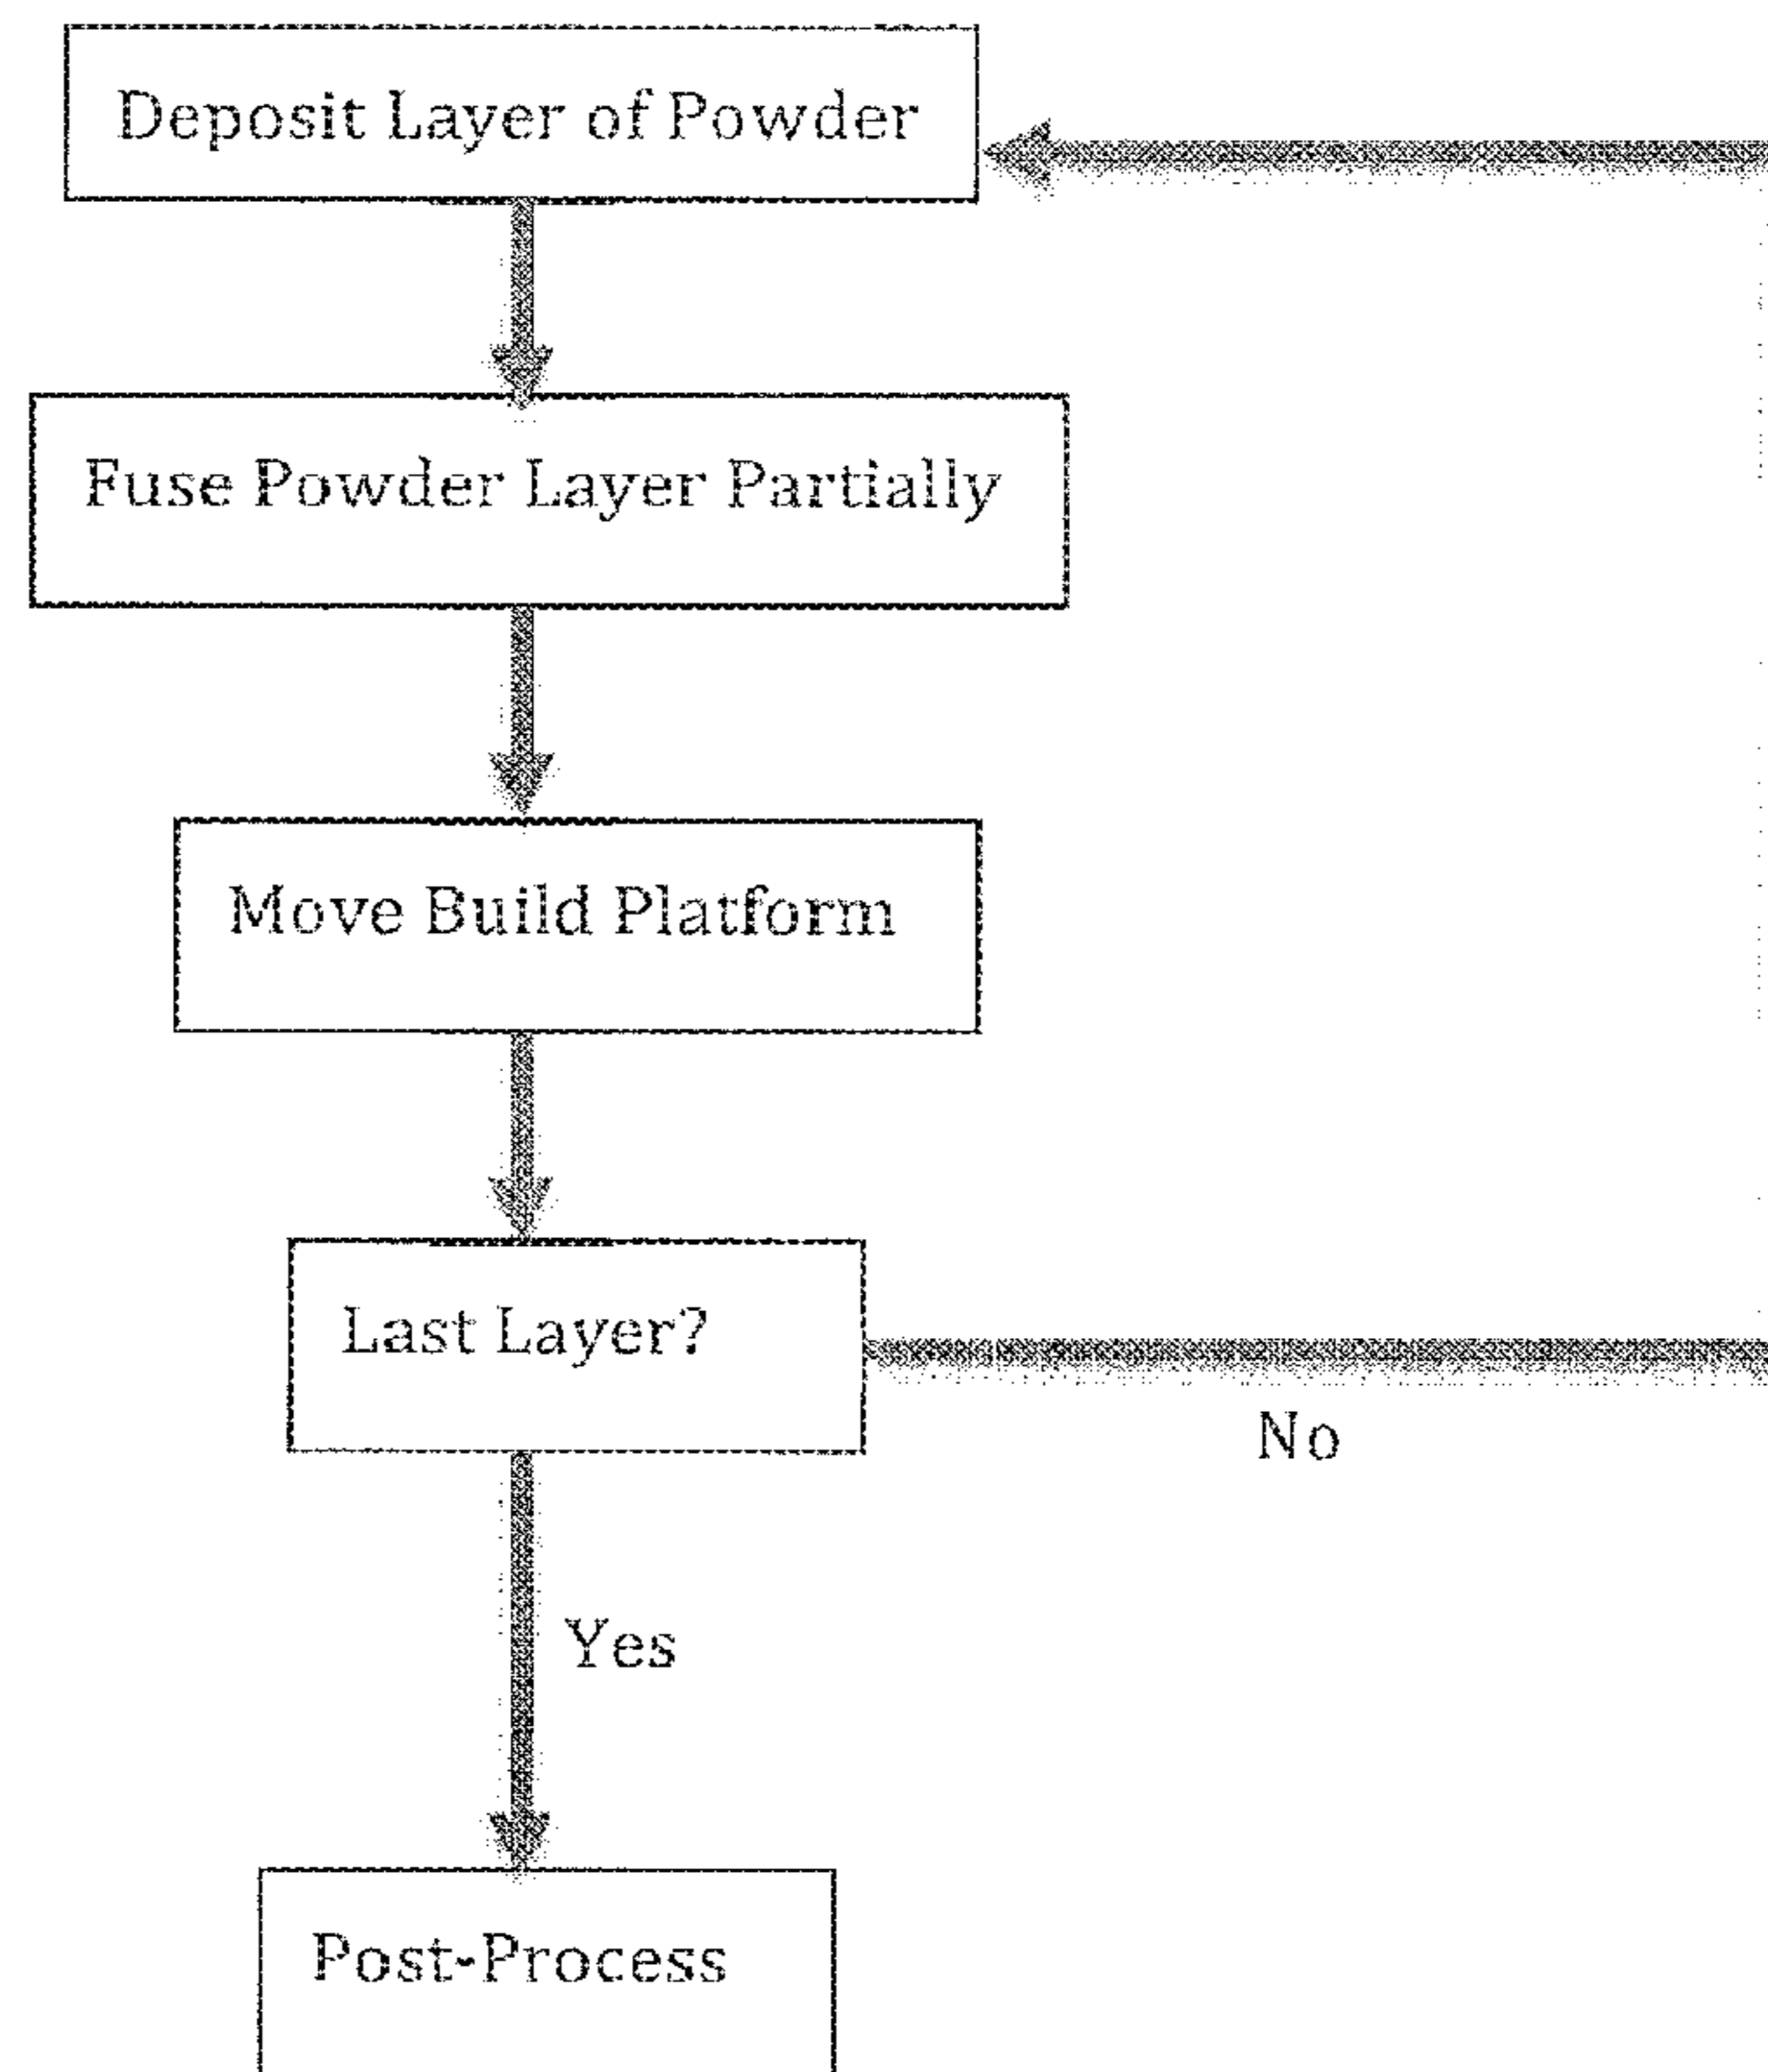 Deposit Layer of Powder
Fuse Powder Layer Partially
Move Build Platform
Last Layer?
No
Yes
Post-Process